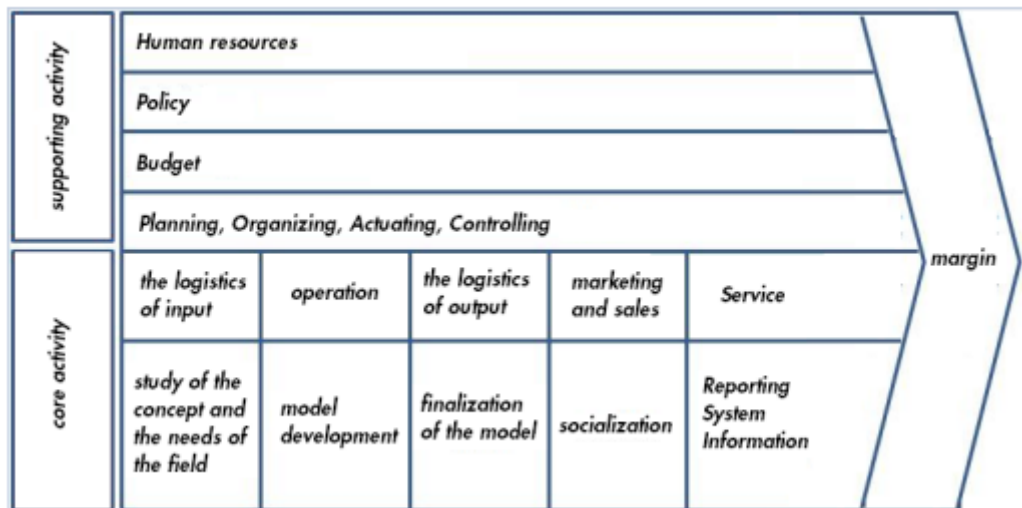 supporting activity
Human resources
Policy
Budget
Planning, Organizing, Actuating, Controlling
margin
core activity
the logistics
of input
operation
the logistics
of output
marketing
and sales
Service
study of the
concept and
the needs of
the field
model
development
finalization
of the model
socialization
Reporting
System
Information